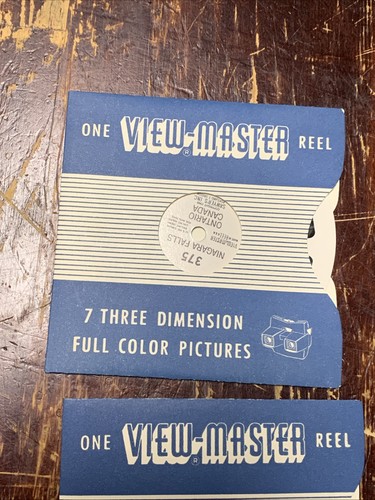 ONE VIEW-MASTER® REEL
375
NIAGARA FALLS
ONTARIO
CANADA
7 THREE DIMENSION
FULL COLOR PICTURES
ONE VIEW-MASTER® REEL